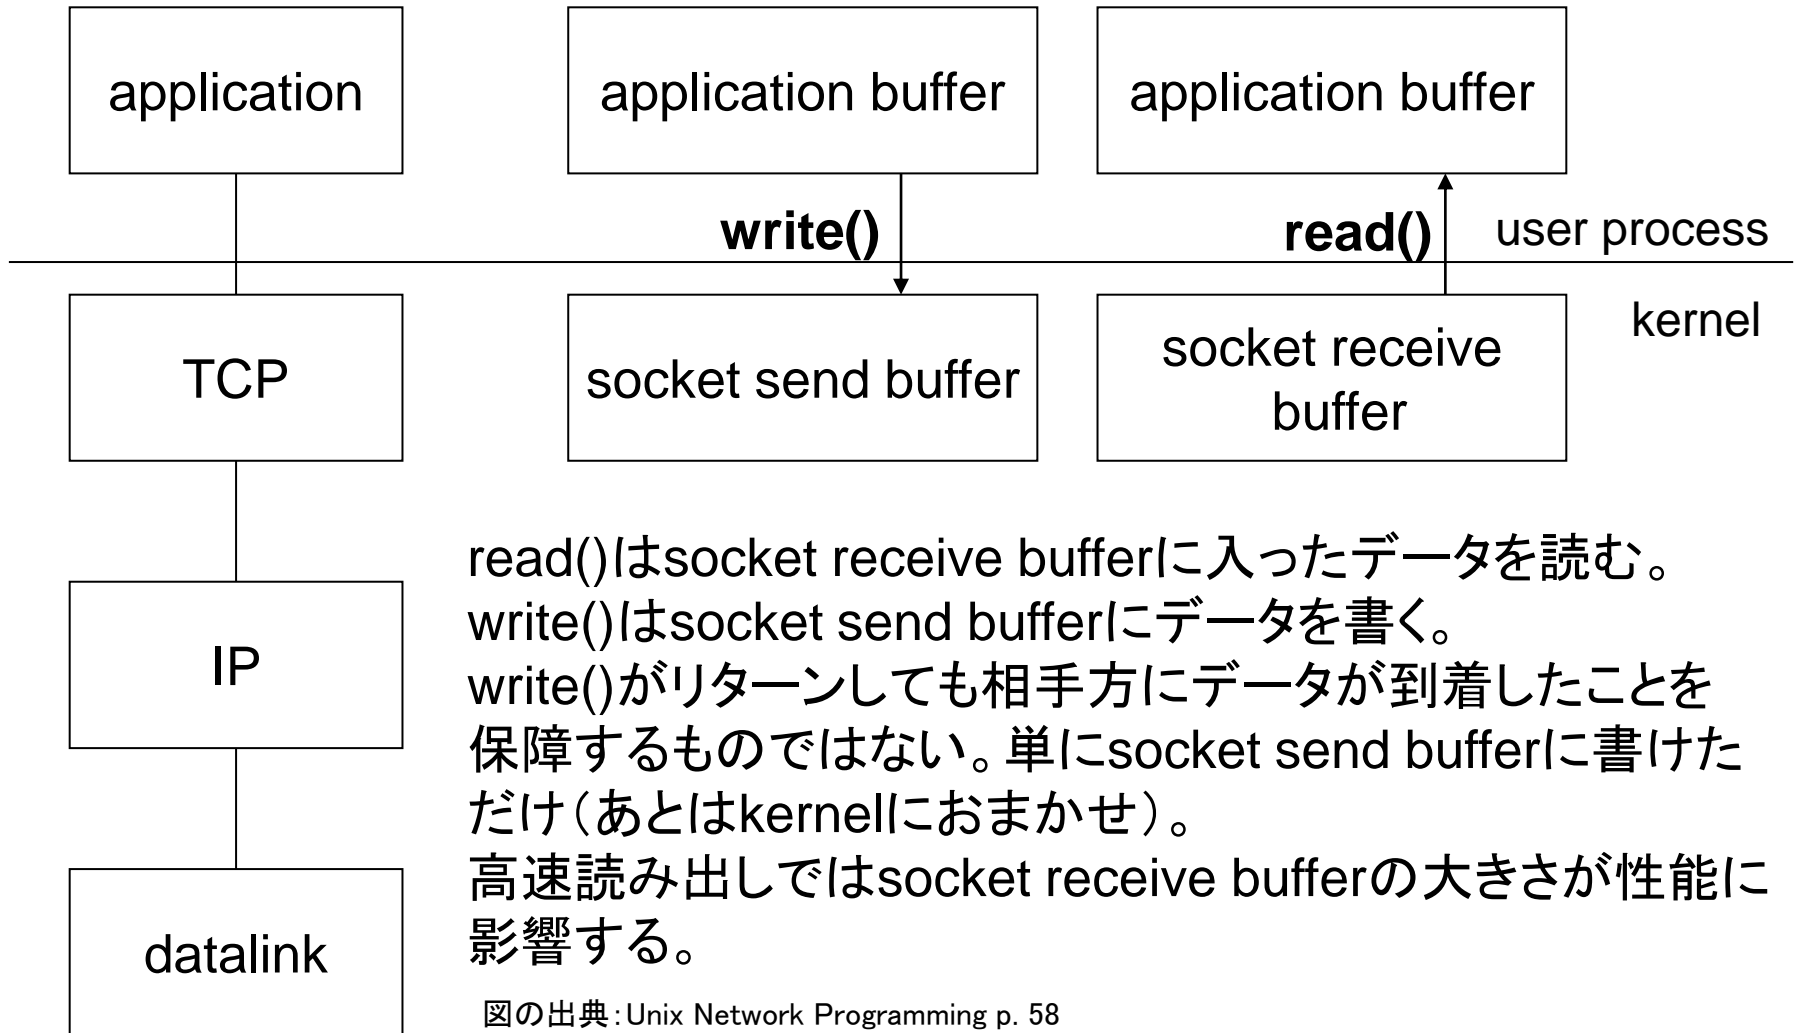 application
application buffer
application buffer
write()
read()
user process
kernel
TCP
socket send buffer
socket receive
buffer
IP
datalink
read()はsocket receive bufferに入ったデータを読む。
write()はsocket send bufferにデータを書く。
write()がリターンしても相手方にデータが到着したことを
保障するものではない。単にsocket send bufferに書けた
だけ(あとはkernelにおまかせ)。
高速読み出しではsocket receive bufferの大きさが性能に
影響する。
図の出典:Unix Network Programming p. 58